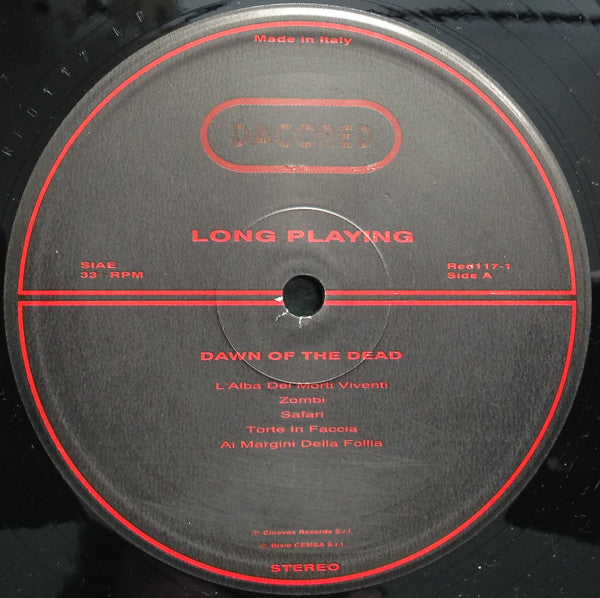 Made in Italy
DAGORED
LONG PLAYING
SIAE
33 -RPM
Red117-1
Side A
DAWN OF THE DEAD
L'Alba Dei Morti Viventi
Zombi
Safari
Torte In Faccia
Ai Margini Della Follia
℗ Cinevox Records S.r.l
© Bixio CEMSA S.r.l.
STEREO